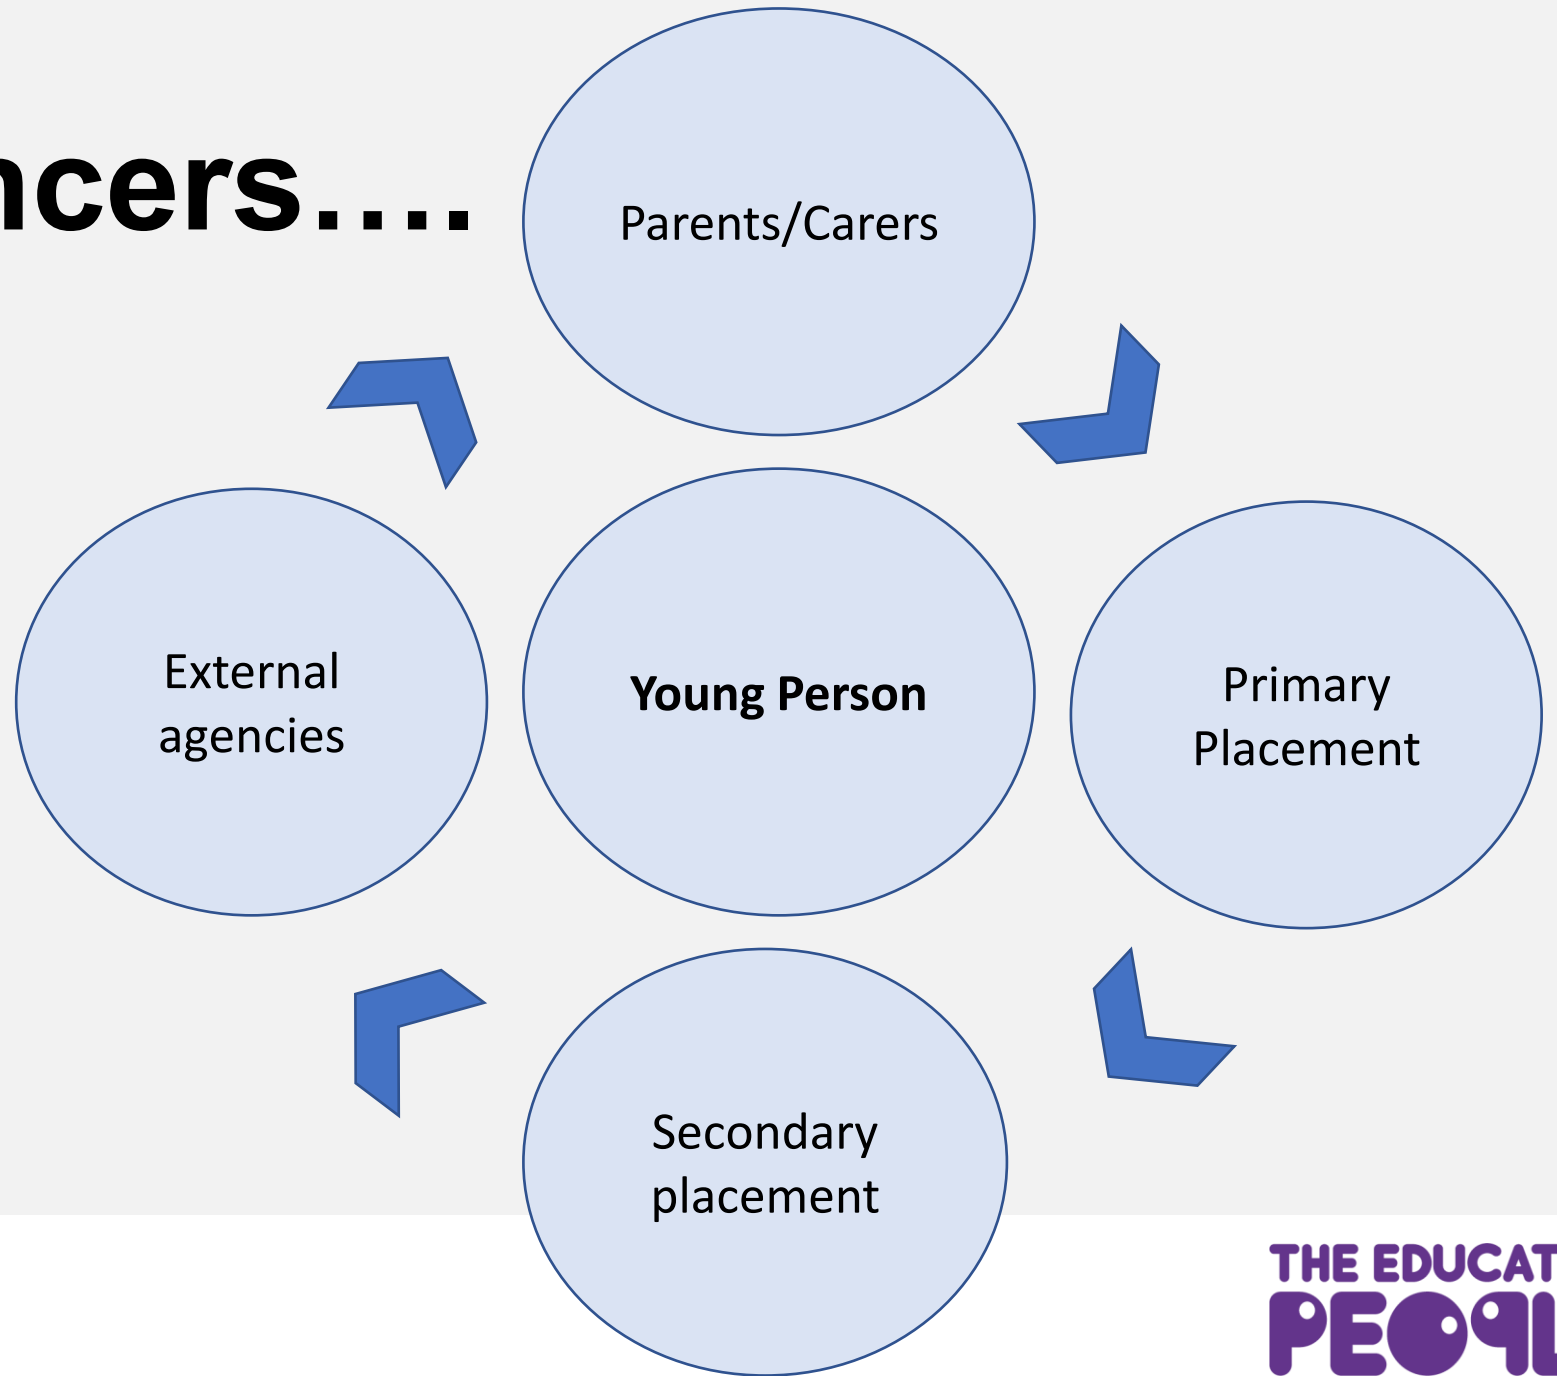 ncers....
Parents/Carers
External
agencies
Young Person
Primary
Placement
Secondary
placement
THE EDUCAT
PEOPL